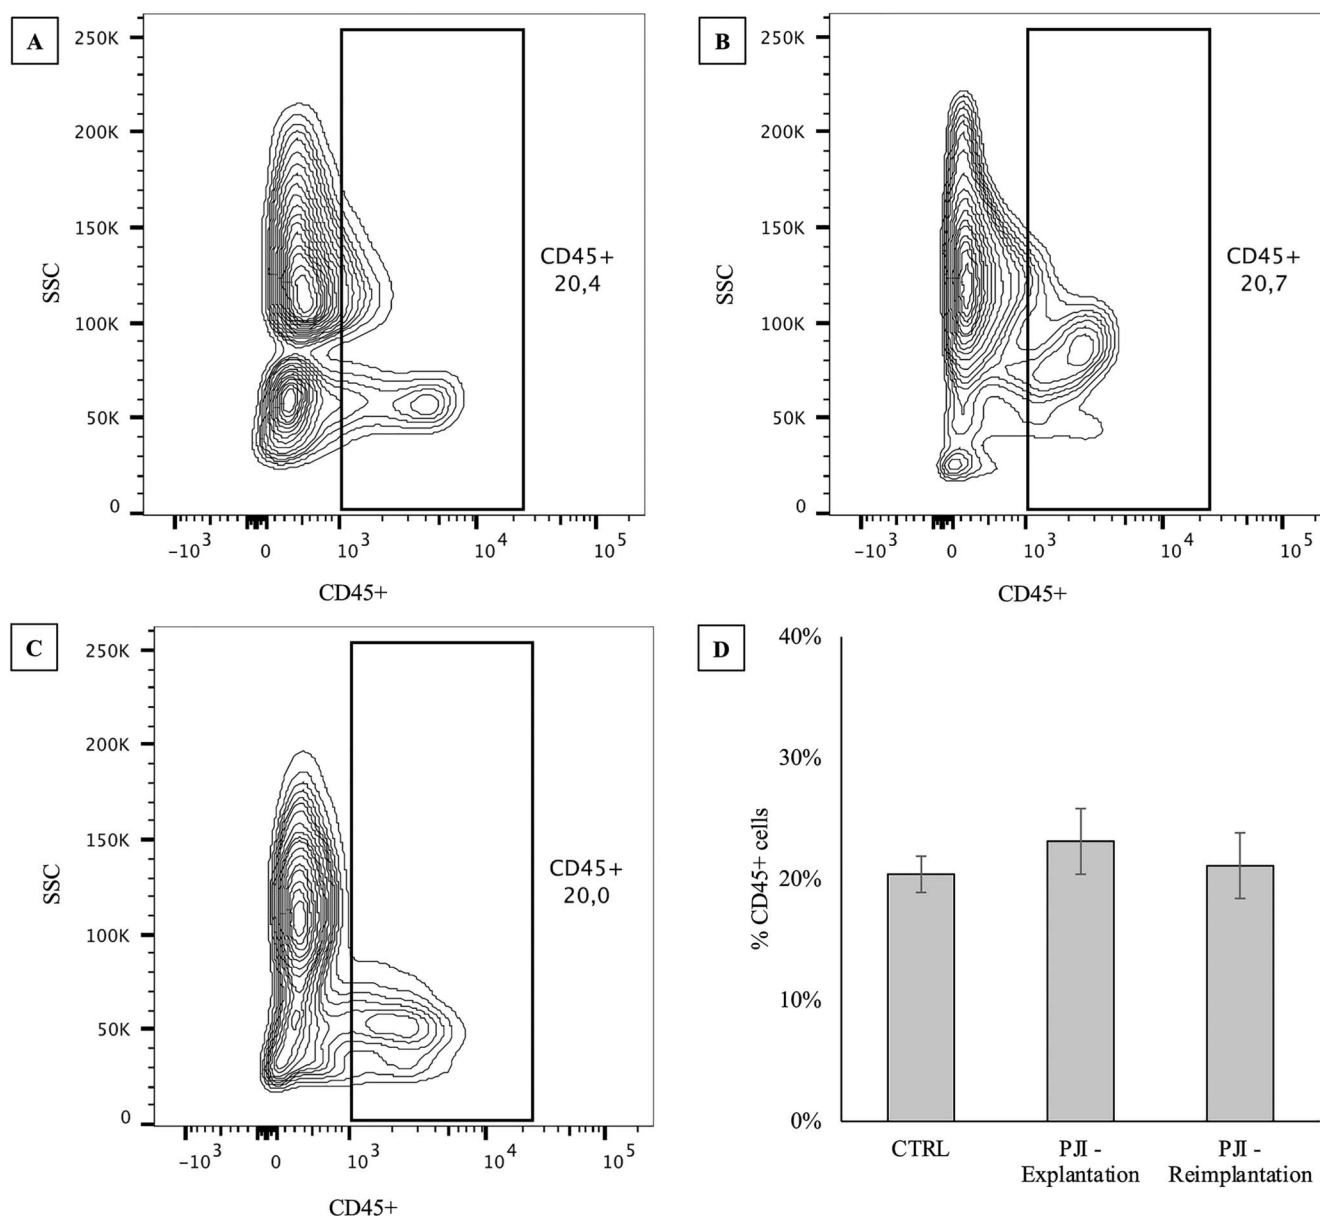 A
250K
200K
150K
100K
50K
0
SSC
CD45+
20,4
-10³
0
10³
10⁴
10⁵
CD45+
B
250K
200K
150K
100K
50K
0
SSC
CD45+
20,7
-10³
0
10³
10⁴
10⁵
CD45+
C
250K
200K
150K
100K
50K
0
SSC
CD45+
20,0
-10³
0
10³
10⁴
10⁵
CD45+
D
40%
30%
20%
10%
0%
% CD45+ cells
CTRL
PJI -
Explantation
PJI -
Reimplantation